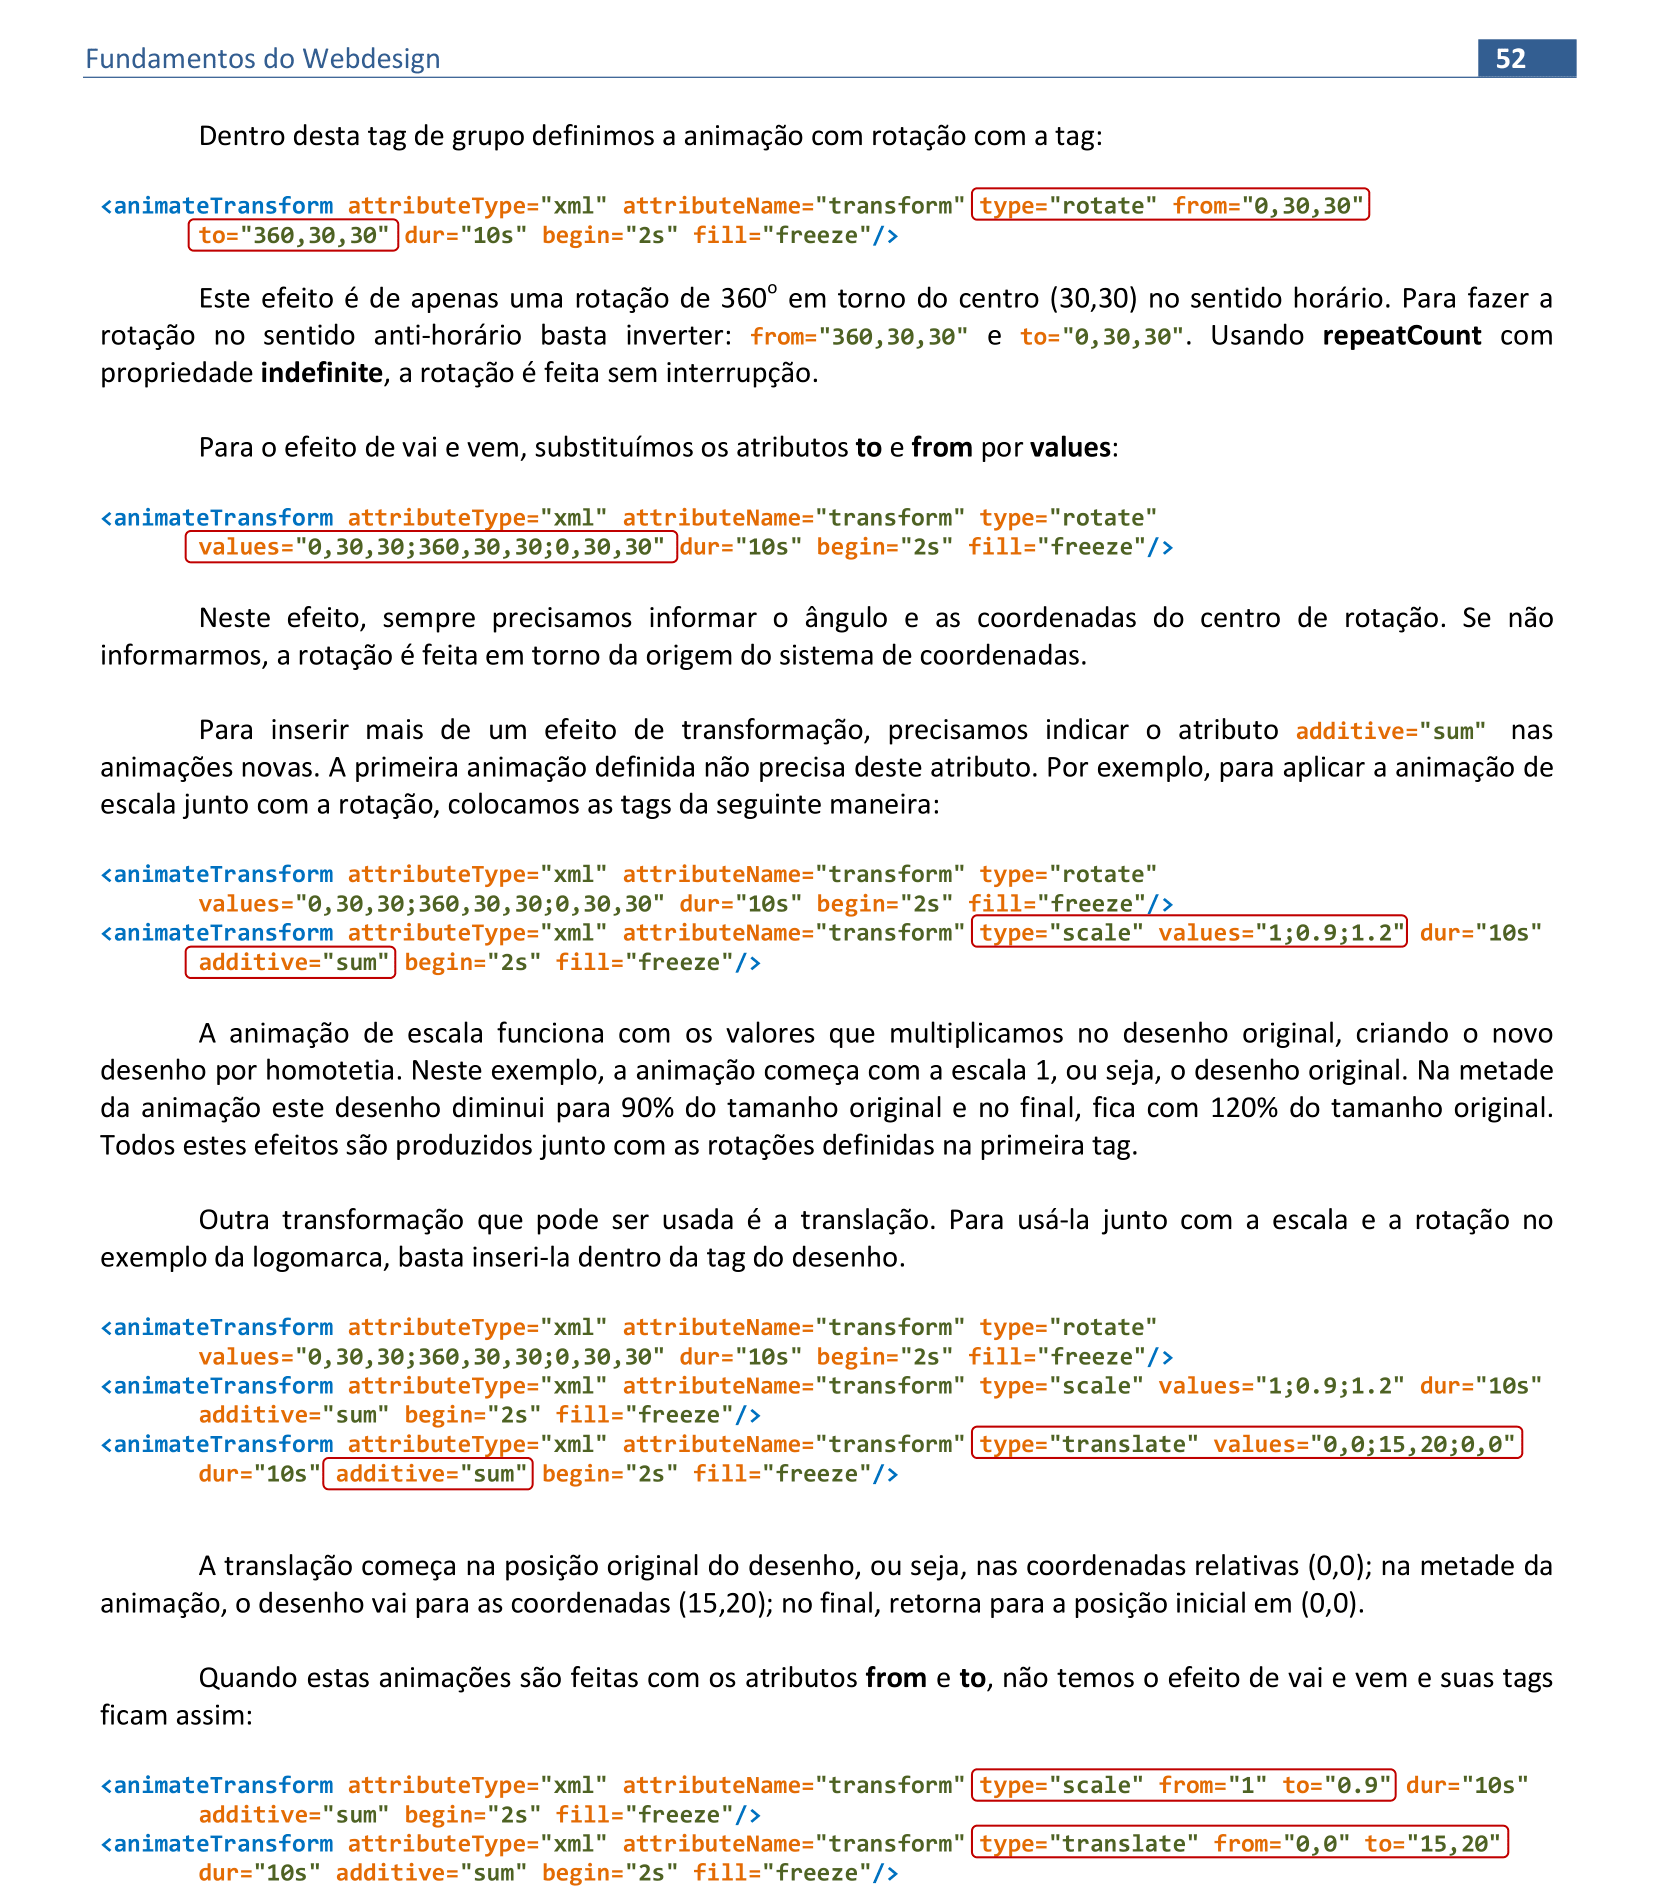 Fundamentos do Webdesign 52
Dentro desta tag de grupo definimos a animação com rotação com a tag:
<animateTransform attributeType="xml" attributeName="transform" type="rotate" from="0,30,30"
to="360,30,30" dur="10s" begin="2s" fill="freeze"/>
Este efeito é de apenas uma rotação de 360º em torno do centro (30,30) no sentido horário. Para fazer a
rotação no sentido anti-horário basta inverter: from="360,30,30" e to="0,30,30". Usando repeatCount com
propriedade indefinite, a rotação é feita sem interrupção.
Para o efeito de vai e vem, substituímos os atributos to e from por values:
<animateTransform attributeType="xml" attributeName="transform" type="rotate"
values="0,30,30;360,30,30;0,30,30" dur="10s" begin="2s" fill="freeze"/>
Neste efeito, sempre precisamos informar o ângulo e as coordenadas do centro de rotação. Se não
informarmos, a rotação é feita em torno da origem do sistema de coordenadas.
Para inserir mais de um efeito de transformação, precisamos indicar o atributo additive="sum" nas
animações novas. A primeira animação definida não precisa deste atributo. Por exemplo, para aplicar a animação de
escala junto com a rotação, colocamos as tags da seguinte maneira:
<animateTransform attributeType="xml" attributeName="transform" type="rotate"
values="0,30,30;360,30,30;0,30,30" dur="10s" begin="2s" fill="freeze"/>
<animateTransform attributeType="xml" attributeName="transform" type="scale" values="1;0.9;1.2" dur="10s"
additive="sum" begin="2s" fill="freeze"/>
A animação de escala funciona com os valores que multiplicamos no desenho original, criando o novo
desenho por homotetia. Neste exemplo, a animação começa com a escala 1, ou seja, o desenho original. Na metade
da animação este desenho diminui para 90% do tamanho original e no final, fica com 120% do tamanho original.
Todos estes efeitos são produzidos junto com as rotações definidas na primeira tag.
Outra transformação que pode ser usada é a translação. Para usá-la junto com a escala e a rotação no
exemplo da logomarca, basta inseri-la dentro da tag do desenho.
<animateTransform attributeType="xml" attributeName="transform" type="rotate"
values="0,30,30;360,30,30;0,30,30" dur="10s" begin="2s" fill="freeze"/>
<animateTransform attributeType="xml" attributeName="transform" type="scale" values="1;0.9;1.2" dur="10s"
additive="sum" begin="2s" fill="freeze"/>
<animateTransform attributeType="xml" attributeName="transform" type="translate" values="0,0;15,20;0,0"
dur="10s" additive="sum" begin="2s" fill="freeze"/>
A translação começa na posição original do desenho, ou seja, nas coordenadas relativas (0,0); na metade da
animação, o desenho vai para as coordenadas (15,20); no final, retorna para a posição inicial em (0,0).
Quando estas animações são feitas com os atributos from e to, não temos o efeito de vai e vem e suas tags
ficam assim:
<animateTransform attributeType="xml" attributeName="transform" type="scale" from="1" to="0.9" dur="10s"
additive="sum" begin="2s" fill="freeze"/>
<animateTransform attributeType="xml" attributeName="transform" type="translate" from="0,0" to="15,20"
dur="10s" additive="sum" begin="2s" fill="freeze"/>